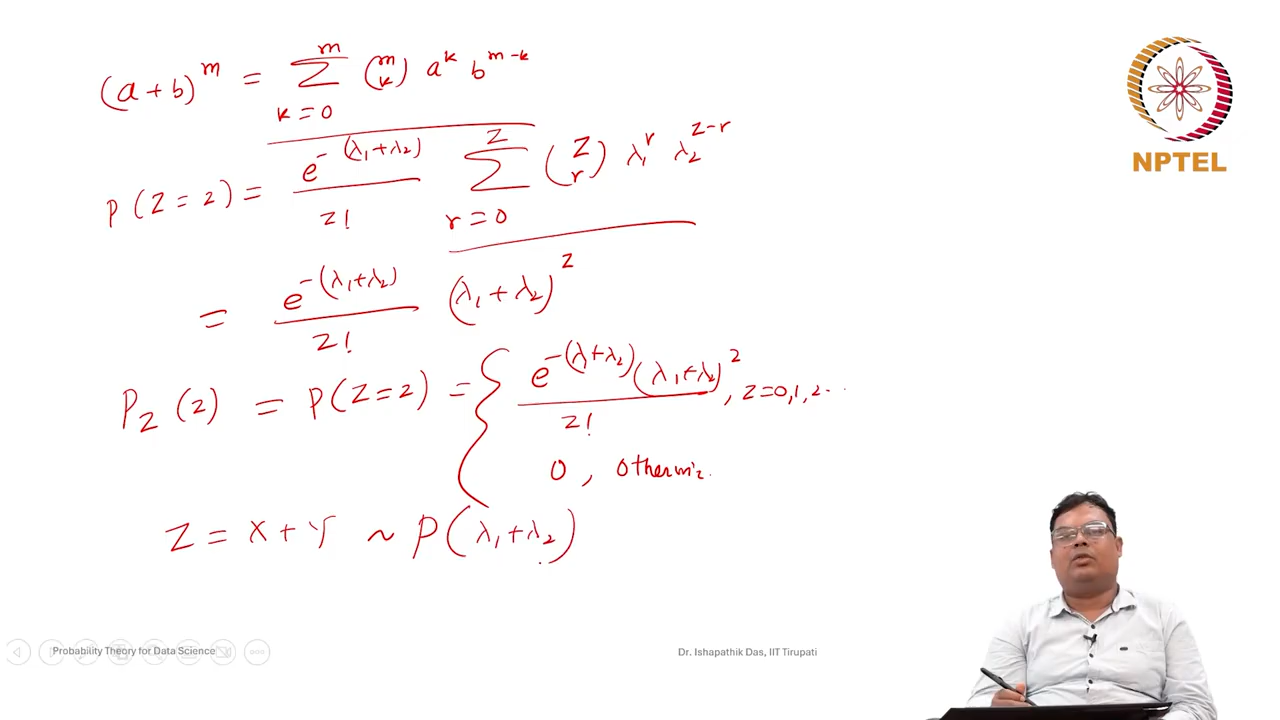 (a+b)^m = Σ_{k=0}^{m} (m k) a^k b^{m-k}
P(Z=z) = e^{-(λ₁+λ₂)} / z! Σ_{r=0}^{z} (z r) λ₁^r λ₂^{z-r}
= e^{-(λ₁+λ₂)} / z! (λ₁+λ₂)^z
P_Z(z) = P(Z=z) = { e^{-(λ₁+λ₂)} (λ₁+λ₂)^z / z! , z=0,1,2--
0 , Otherwise.
Z = X+Y ~ P(λ₁+λ₂)
NPTEL
Probability Theory for Data Science
Dr. Ishapathik Das, IIT Tirupati